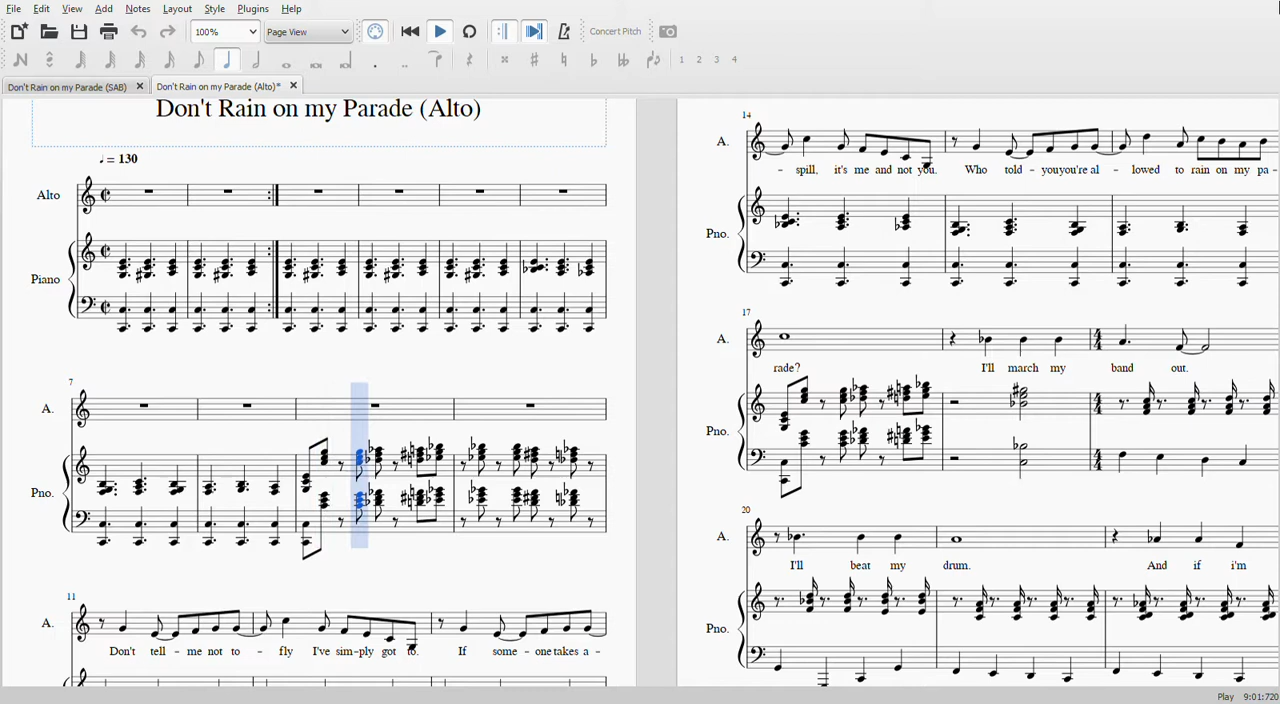 File Edit View Add Notes Layout Style Plugins Help
100% Page View Concert Pitch
1 2 3 4
Don't Rain on my Parade (SAB) Don't Rain on my Parade (Alto)*
Don't Rain on my Parade (Alto)
= 130
Alto
Piano
7
A.
Pno.
11
A.
Don't tell - me not to - fly I've sim-ply got to. If some - one takes a -
14
A.
- spill, it's me and not you. Who told - you you're al - lowed to rain on my pa -
Pno.
17
A.
rade? I'll march my band out.
Pno.
20
A.
I'll beat my drum. And if i'm
Pno.
Play 9:01:720